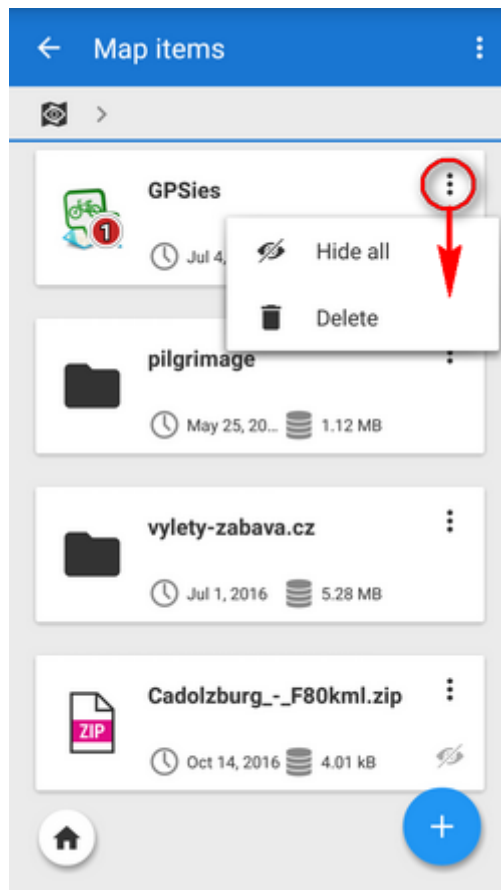 Map items
GPSies
1
Jul 4,
Hide all
Delete
pilgrimage
May 25, 20... 1.12 MB
vylety-zabava.cz
Jul 1, 2016 5.28 MB
Cadolzburg_-_F80kml.zip
ZIP
Oct 14, 2016 4.01 kB